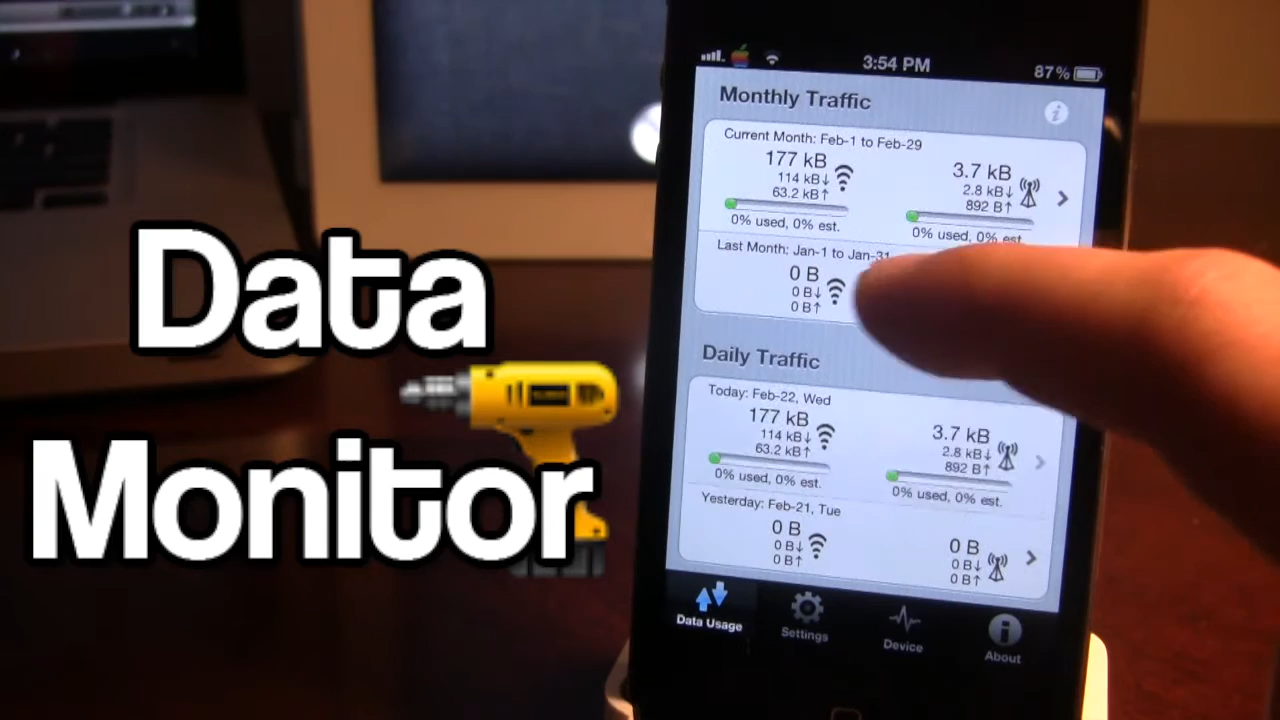 Data
Monitor
3:54 PM
87%
Monthly Traffic
Current Month: Feb-1 to Feb-29
177 kB
114 kB↓
63.2 kB↑
0% used, 0% est.
3.7 kB
2.8 kB↓
892 B↑
0% used, 0% est.
Last Month: Jan-1 to Jan-31
0 B
0 B↓
0 B↑
Daily Traffic
Today: Feb-22, Wed
177 kB
114 kB↓
63.2 kB↑
0% used, 0% est.
3.7 kB
2.8 kB↓
892 B↑
0% used, 0% est.
Yesterday: Feb-21, Tue
0 B
0 B↓
0 B↑
0 B
0 B↓
0 B↑
Data Usage
Settings
Device
About